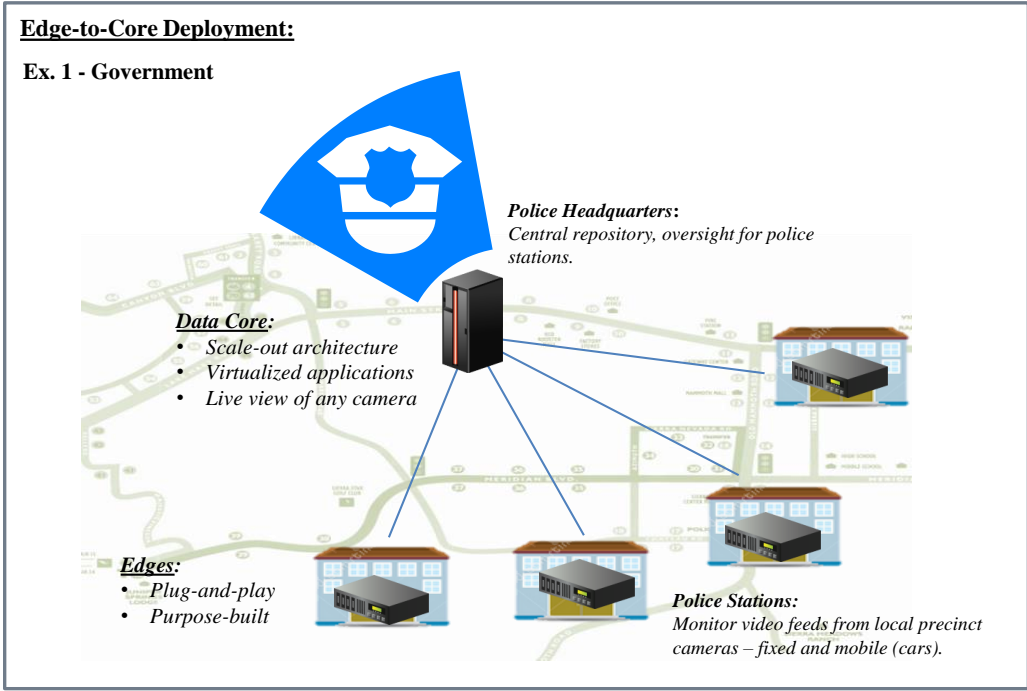 Edge-to-Core Deployment:
Ex. 1 - Government
Police Headquarters:
Central repository, oversight for police
stations.
Data Core:
• Scale-out architecture
• Virtualized applications
• Live view of any camera
MERIDIAN BLVD.
Edges:
• Plug-and-play
• Purpose-built
Police Stations:
Monitor video feeds from local precinct
cameras – fixed and mobile (cars).